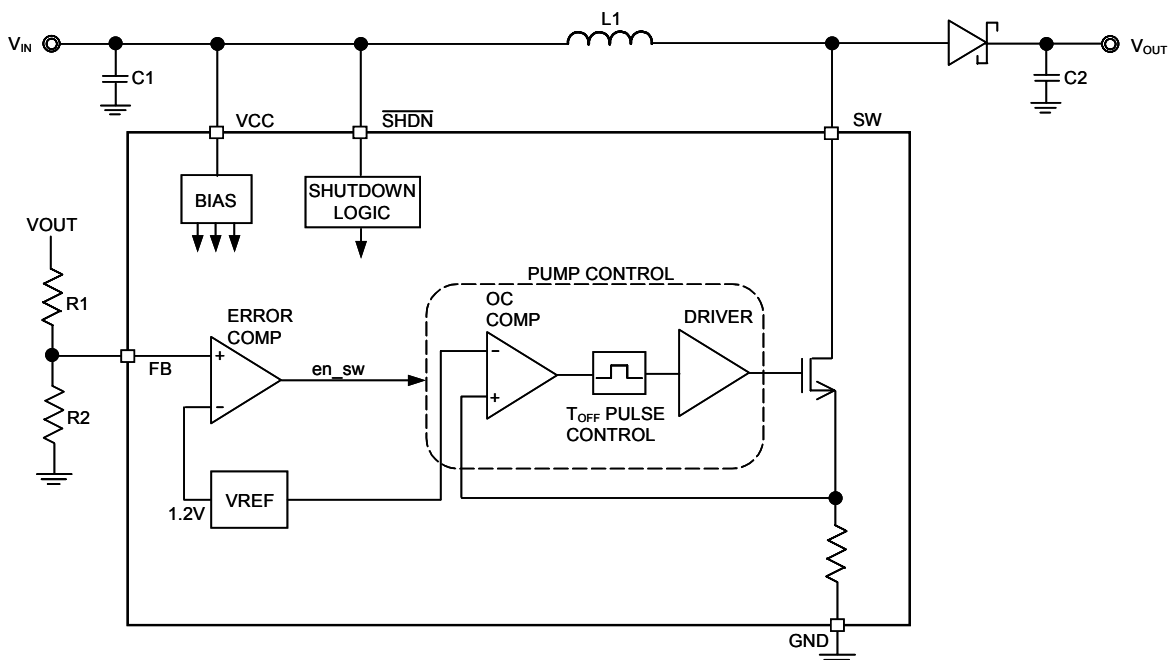 L1
VIN
VOUT
C1
C2
VCC
SHDN
SW
BIAS
SHUTDOWN
LOGIC
VOUT
R1
R2
FB
ERROR
COMP
+
−
en_sw
PUMP CONTROL
OC
COMP
−
+
DRIVER
TOFF PULSE
CONTROL
1.2V
VREF
GND